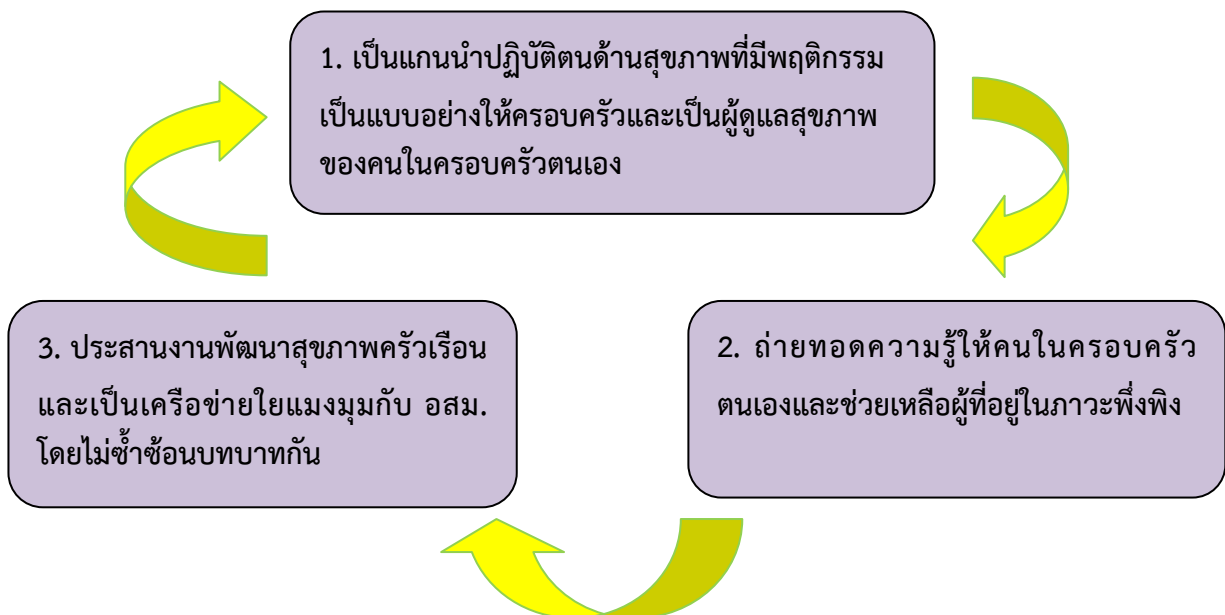 1. เป็นแกนนำปฏิบัติตนด้านสุขภาพที่มีพฤติกรรม
เป็นแบบอย่างให้ครอบครัวและเป็นผู้ดูแลสุขภาพ
ของคนในครอบครัวตนเอง
2. ถ่ายทอดความรู้ให้คนในครอบครัว
ตนเองและช่วยเหลือผู้ที่อยู่ในภาวะพึ่งพิง
3. ประสานงานพัฒนาสุขภาพครัวเรือน
และเป็นเครือข่ายใยแมงมุมกับ อสม.
โดยไม่ซ้ำซ้อนบทบาทกัน